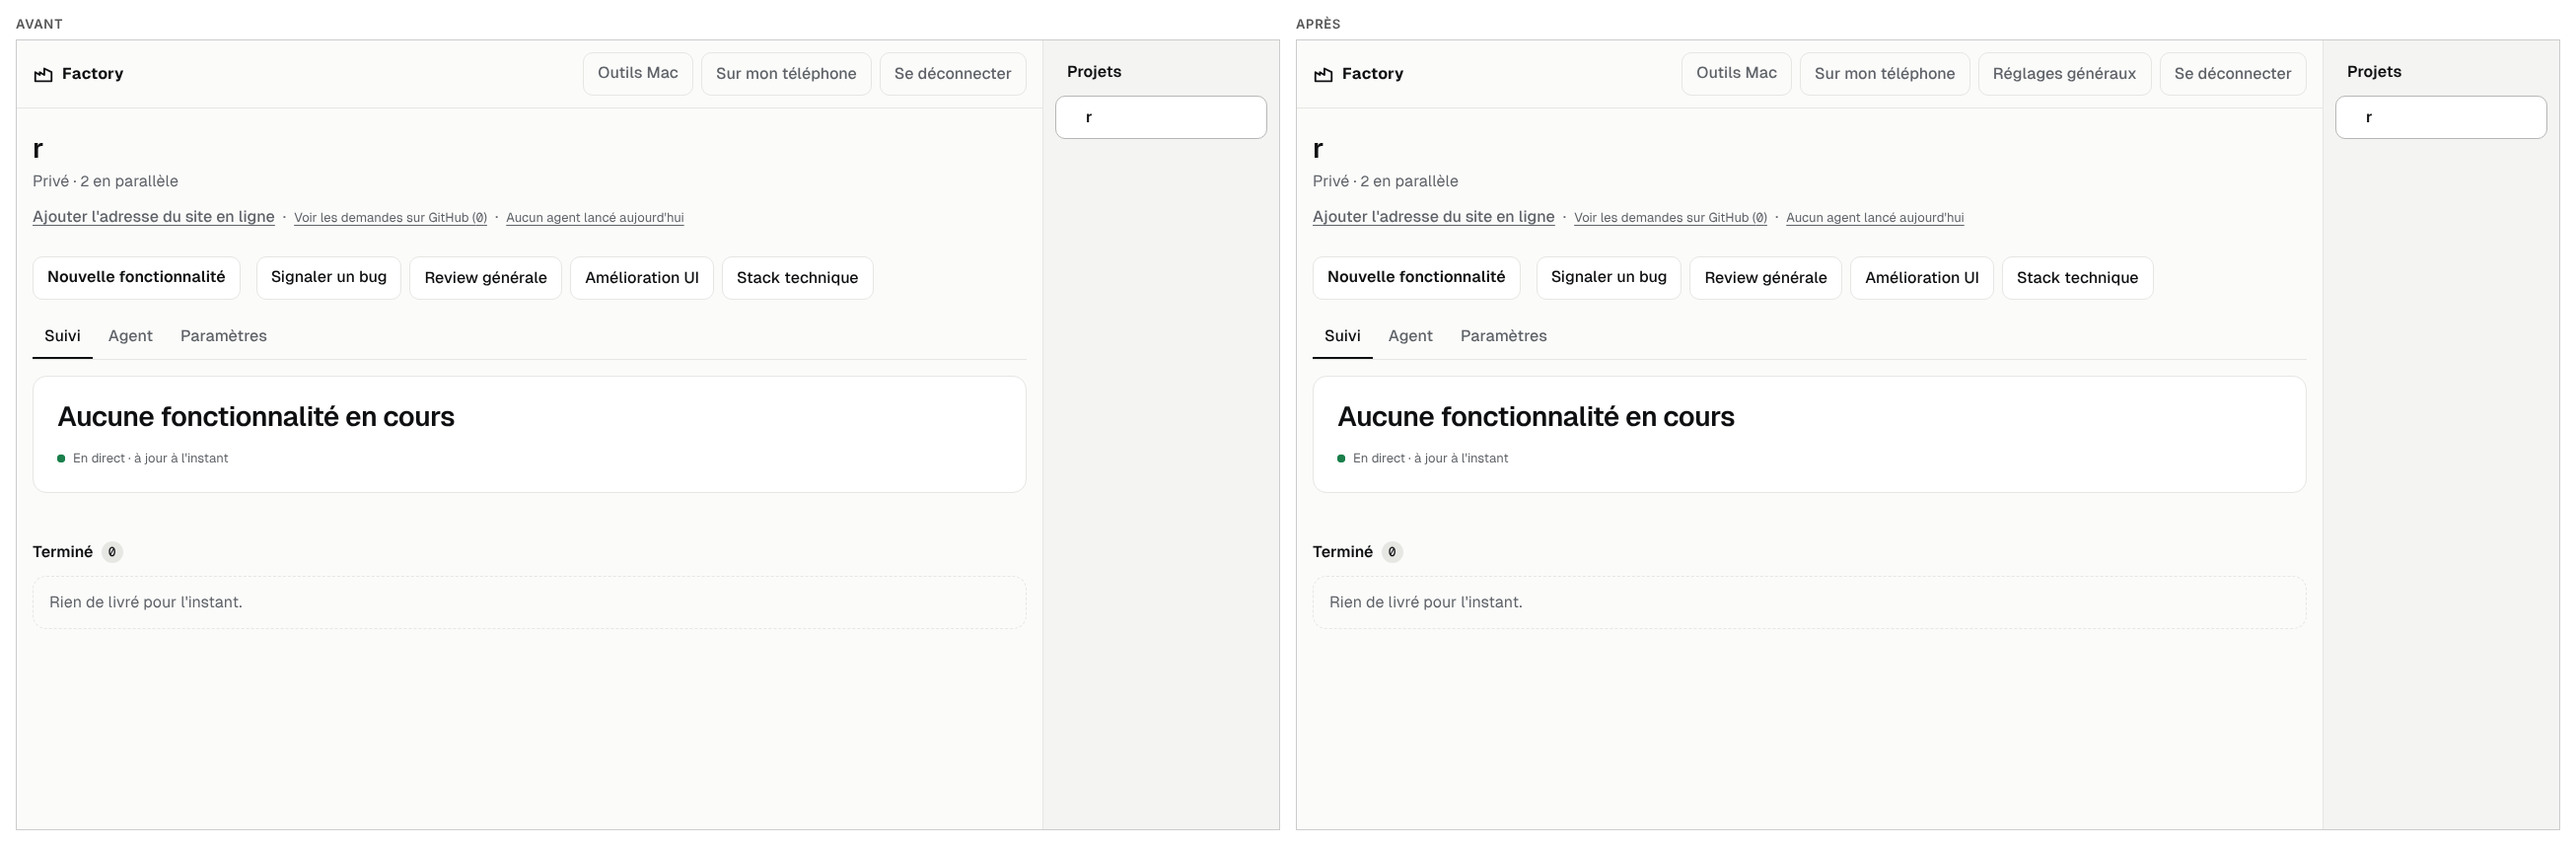 AVANT
Factory
Outils Mac
Sur mon téléphone
Se déconnecter
Projets
r
r
Privé · 2 en parallèle
Ajouter l'adresse du site en ligne · Voir les demandes sur GitHub (0) · Aucun agent lancé aujourd'hui
Nouvelle fonctionnalité
Signaler un bug
Review générale
Amélioration UI
Stack technique
Suivi
Agent
Paramètres
Aucune fonctionnalité en cours
En direct · à jour à l'instant
Terminé 0
Rien de livré pour l'instant.
APRÈS
Factory
Outils Mac
Sur mon téléphone
Réglages généraux
Se déconnecter
Projets
r
r
Privé · 2 en parallèle
Ajouter l'adresse du site en ligne · Voir les demandes sur GitHub (0) · Aucun agent lancé aujourd'hui
Nouvelle fonctionnalité
Signaler un bug
Review générale
Amélioration UI
Stack technique
Suivi
Agent
Paramètres
Aucune fonctionnalité en cours
En direct · à jour à l'instant
Terminé 0
Rien de livré pour l'instant.